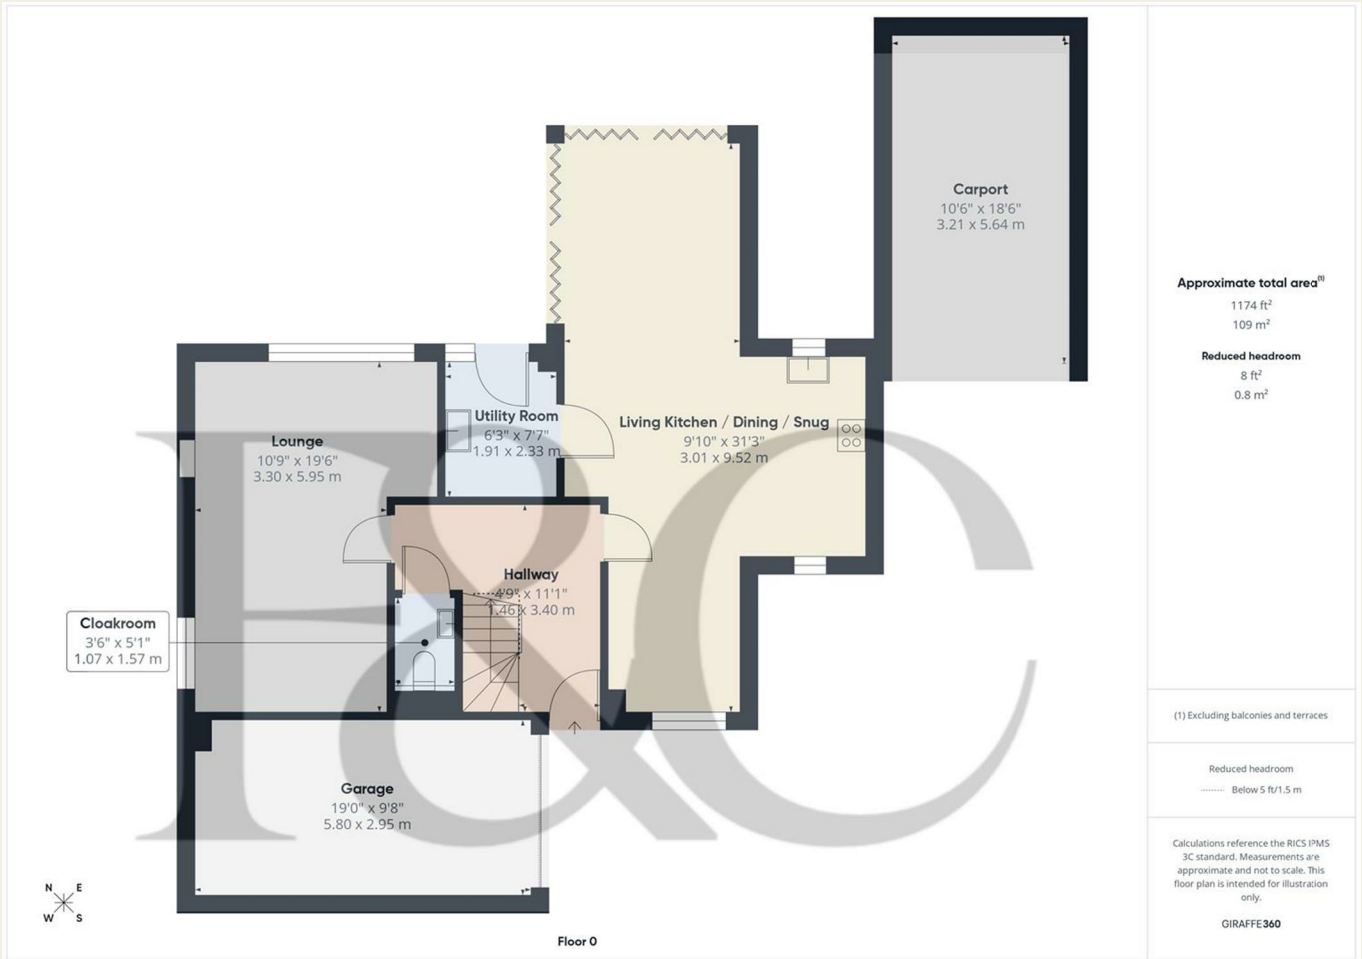 Carport
10'6" x 18'6"
3.21 x 5.64 m
Approximate total area(1)
1174 ft²
109 m²
Reduced headroom
8 ft²
0.8 m²
Utility Room
6'3" x 7'7"
1.91 x 2.33 m
Living Kitchen / Dining / Snug
9'10" x 31'3"
3.01 x 9.52 m
Lounge
10'9" x 19'6"
3.30 x 5.95 m
Hallway
4'9" x 11'1"
1.46 x 3.40 m
Cloakroom
3'6" x 5'1"
1.07 x 1.57 m
Garage
19'0" x 9'8"
5.80 x 2.95 m
F&C
N E
W S
Floor 0
(1) Excluding balconies and terraces
Reduced headroom
Below 5 ft/1.5 m
Calculations reference the RICS IPMS
3C standard. Measurements are
approximate and not to scale. This
floor plan is intended for illustration
only.
GIRAFFE360